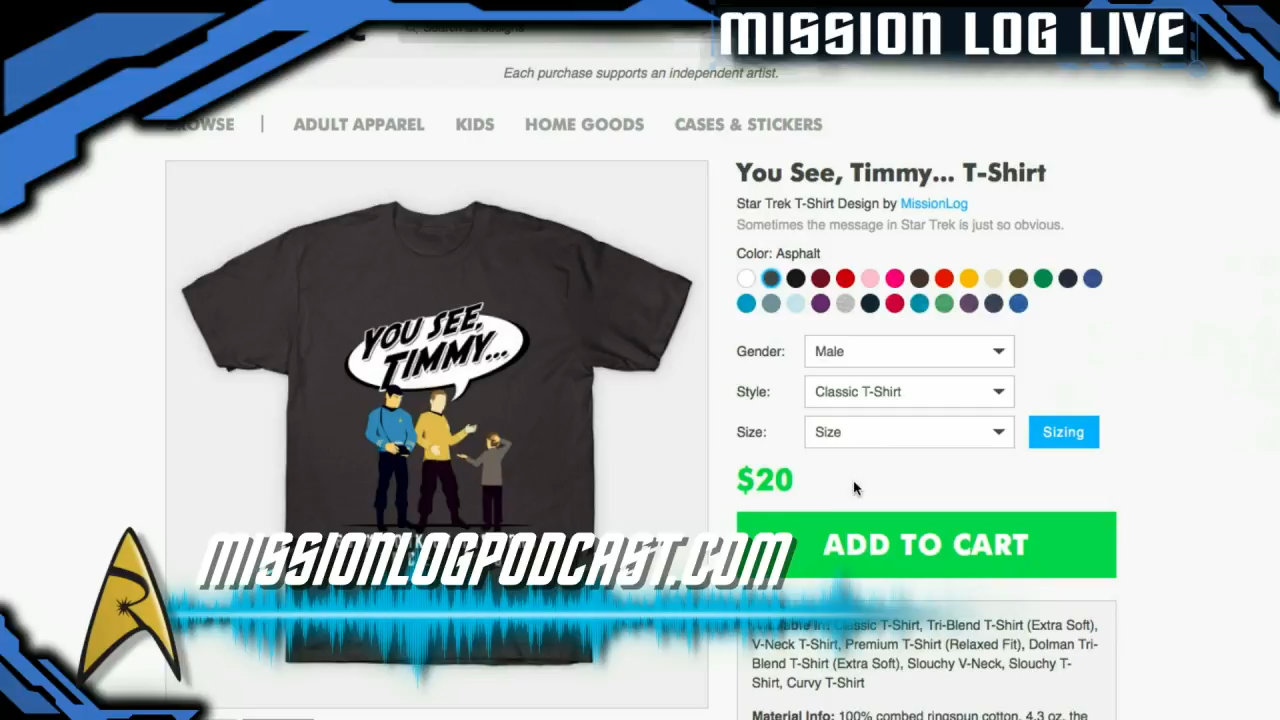 MISSION LOG LIVE
Search all designs
Each purchase supports an independent artist.
BROWSE | ADULT APPAREL KIDS HOME GOODS CASES & STICKERS
You See, Timmy... T-Shirt
Star Trek T-Shirt Design by MissionLog
Sometimes the message in Star Trek is just so obvious.
Color: Asphalt
Gender: Male
Style: Classic T-Shirt
Size: Size Sizing
$20
ADD TO CART
YOU SEE,
TIMMY...
MISSIONLOGPODCAST.COM
Classic T-Shirt, Tri-Blend T-Shirt (Extra Soft),
V-Neck T-Shirt, Premium T-Shirt (Relaxed Fit), Dolman Tri-
Blend T-Shirt (Extra Soft), Slouchy V-Neck, Slouchy T-
Shirt, Curvy T-Shirt
Material Info: 100% combed ringspun cotton. 4.3 oz. the